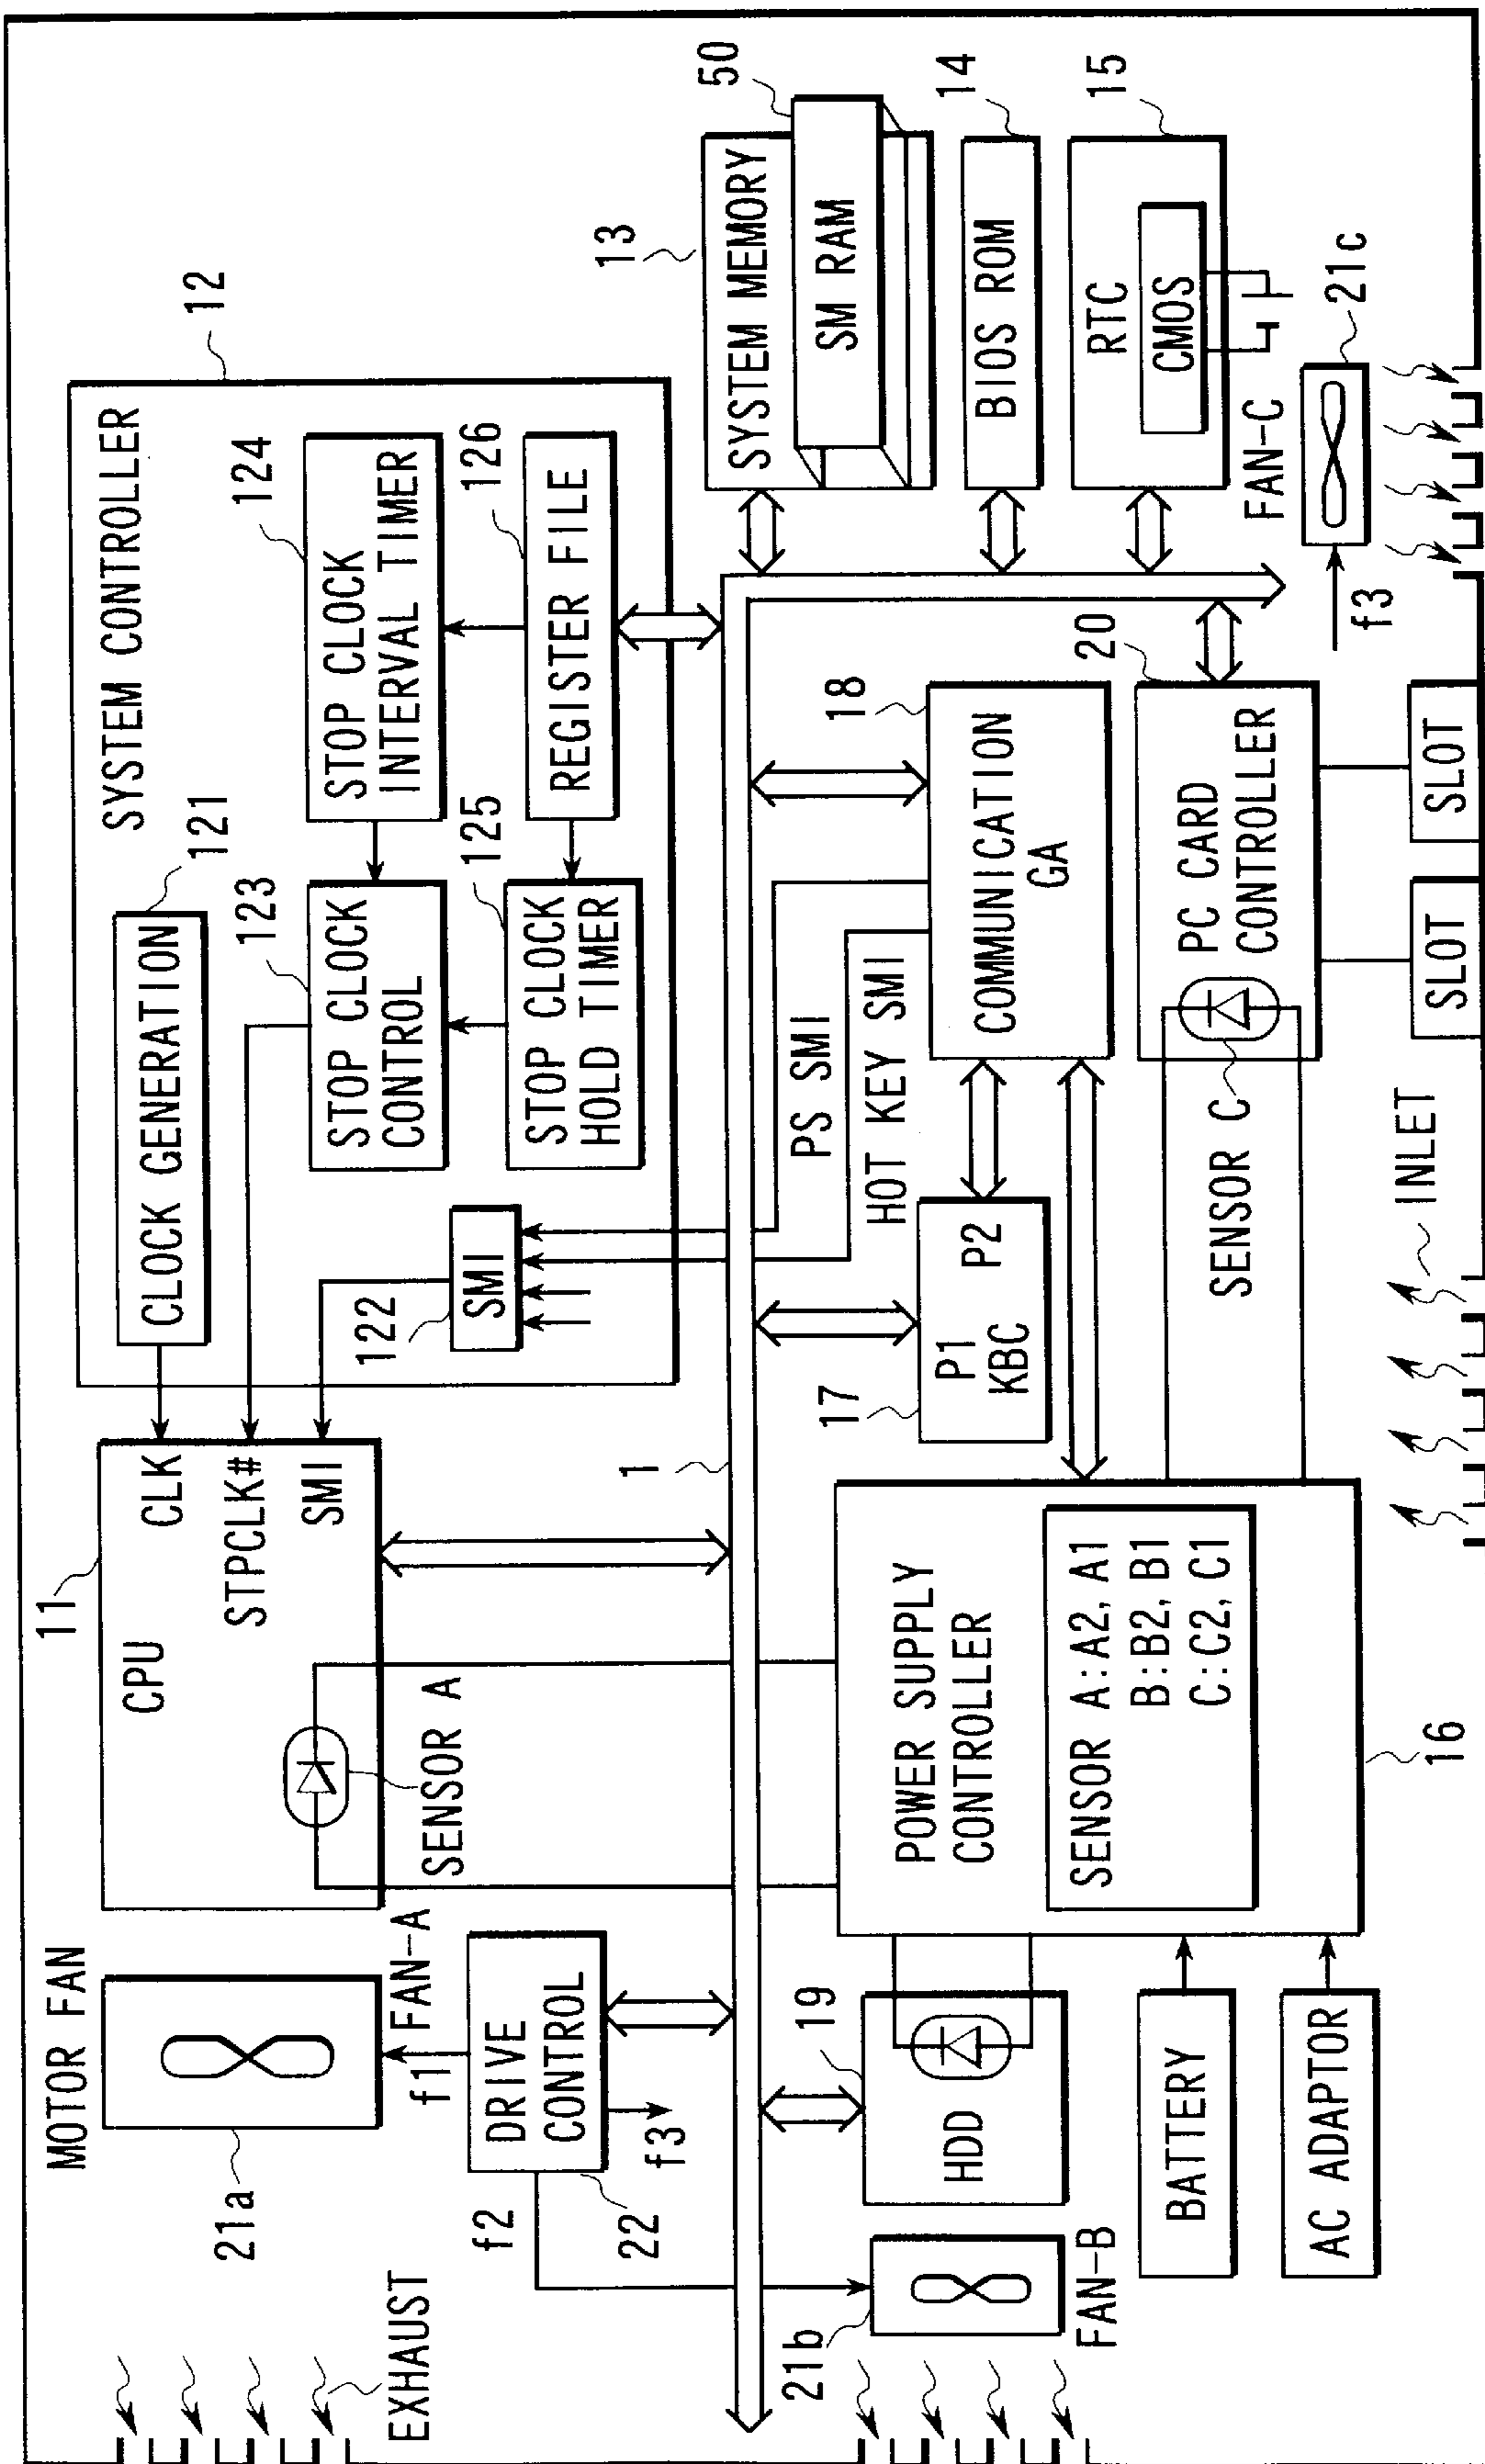 MOTOR FAN
21a
EXHAUST
f1
FAN-A
f2
DRIVE
CONTROL
f3
22
21b
FAN-B
11
CPU
CLK
STPCLK#
SMI
SENSOR A
12
SYSTEM CONTROLLER
CLOCK GENERATION
121
123
STOP CLOCK
CONTROL
124
STOP CLOCK
INTERVAL TIMER
122
SMI
125
STOP CLOCK
HOLD TIMER
126
REGISTER FILE
13
SYSTEM MEMORY
SM RAM
50
BIOS ROM
14
RTC
CMOS
15
1
PS SMI
HOT KEY SMI
19
HDD
BATTERY
AC ADAPTOR
POWER SUPPLY
CONTROLLER
SENSOR A:A2, A1
B:B2, B1
C:C2, C1
16
17
P1 P2
KBC
18
COMMUNICATION
GA
20
PC CARD
CONTROLLER
SENSOR C
SLOT
SLOT
INLET
FAN-C
21c
f3